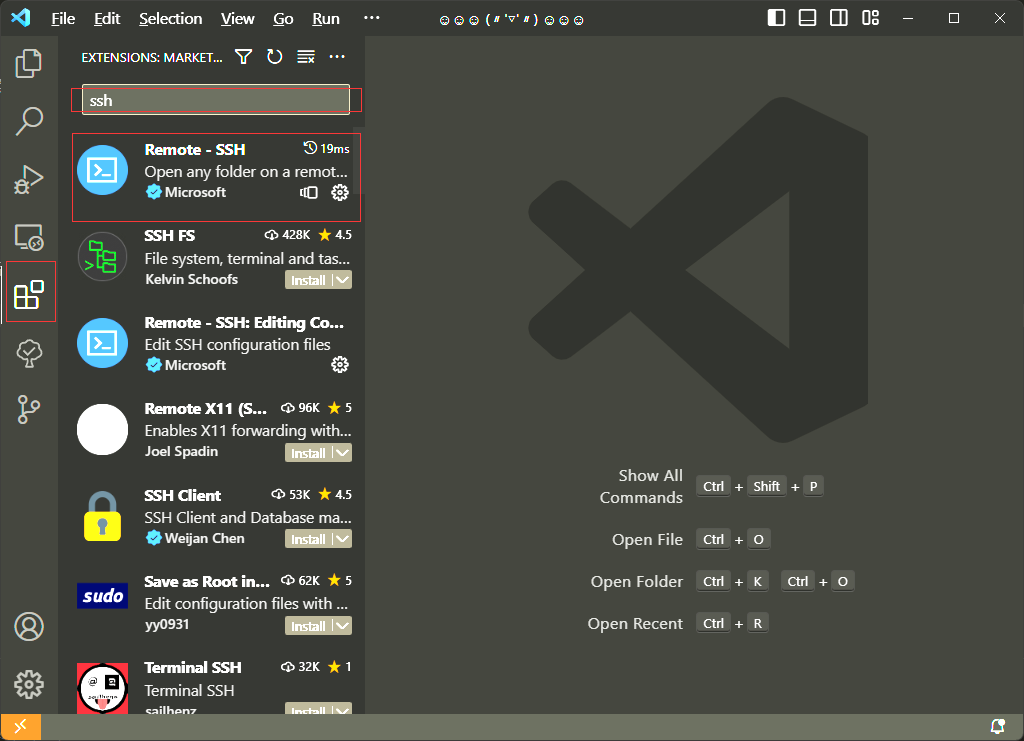 File Edit Selection View Go Run ···
☺☺☺(〃'▽'〃)☺☺☺
EXTENSIONS: MARKET... ···
ssh
Remote - SSH 19ms
Open any folder on a remot...
Microsoft
SSH FS 428K 4.5
File system, terminal and tas...
Kelvin Schoofs Install
Remote - SSH: Editing Co...
Edit SSH configuration files
Microsoft
Remote X11 (S... 96K 5
Enables X11 forwarding with...
Joel Spadin Install
SSH Client 53K 4.5
SSH Client and Database ma...
Weijan Chen Install
sudo
Save as Root in... 62K 5
Edit configuration files with ...
yy0931 Install
Terminal SSH 32K 1
Terminal SSH
sailhenz Install
Show All Commands Ctrl + Shift + P
Open File Ctrl + O
Open Folder Ctrl + K Ctrl + O
Open Recent Ctrl + R